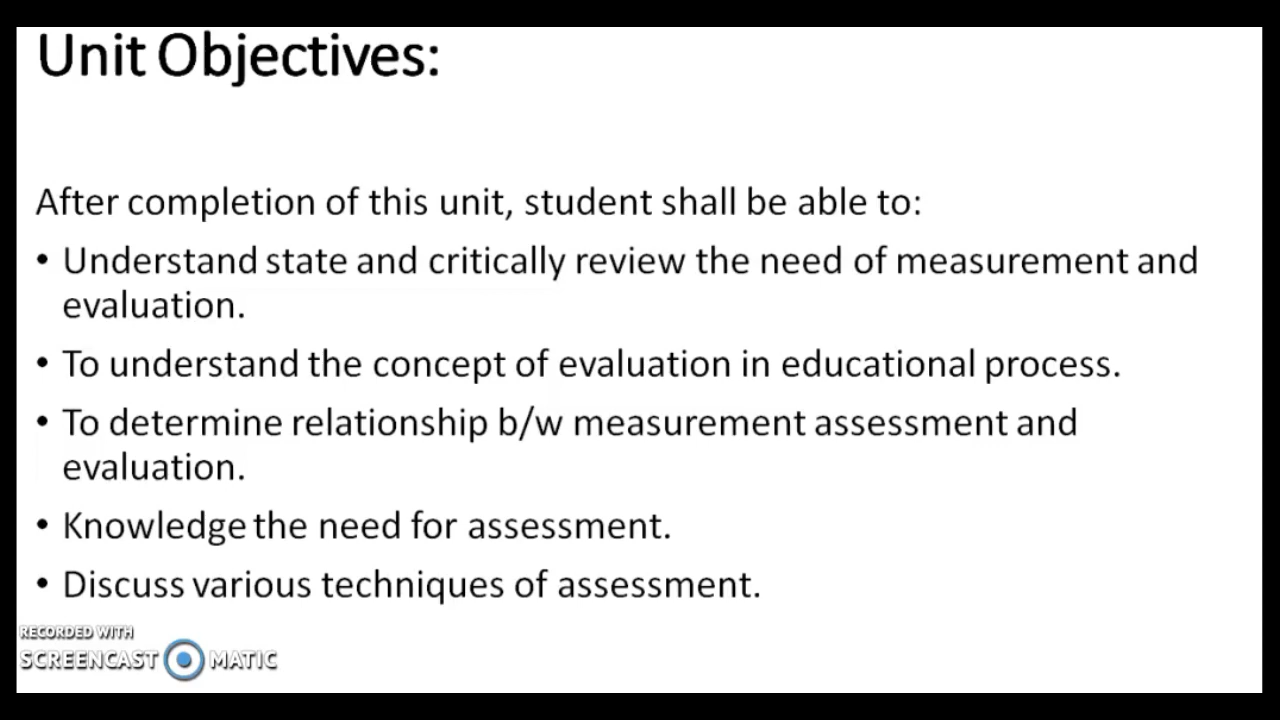 Unit Objectives:
After completion of this unit, student shall be able to:
• Understand state and critically review the need of measurement and
evaluation.
• To understand the concept of evaluation in educational process.
• To determine relationship b/w measurement assessment and
evaluation.
• Knowledge the need for assessment.
• Discuss various techniques of assessment.
RECORDED WITH
SCREENCAST MATIC